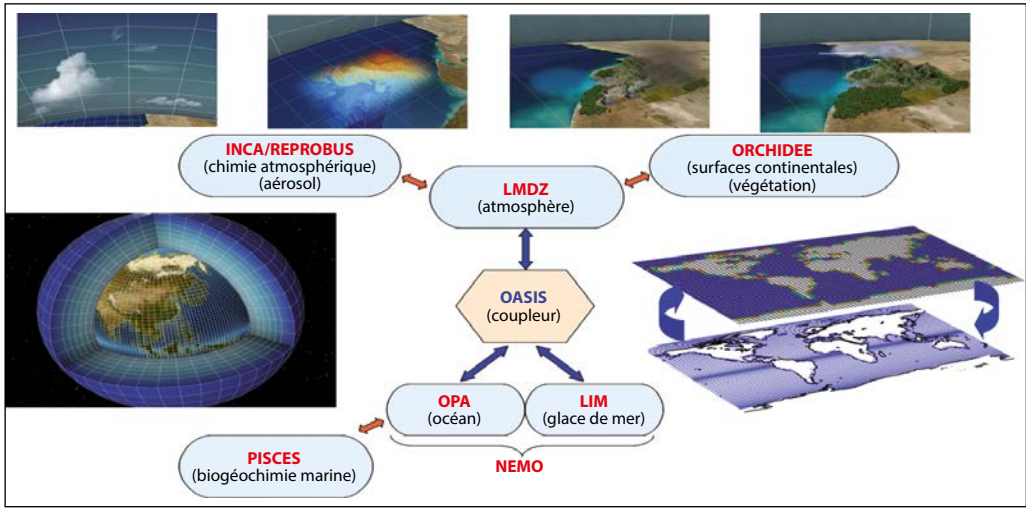 INCA/REPROBUS
(chimie atmosphérique)
(aérosol)
ORCHIDEE
(surfaces continentales)
(végétation)
LMDZ
(atmosphère)
OASIS
(coupleur)
OPA
(océan)
LIM
(glace de mer)
PISCES
(biogéochimie marine)
NEMO